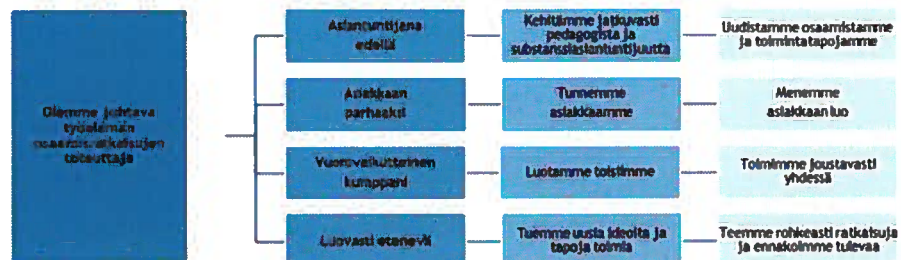 Olemme johtava
työelämän
osaamisratkaisujen
toteuttaja
Asiantuntijana
edellä
Kehitämme jatkuvasti
pedagogista ja
substanssiasiantuntijuutta
Uudistamme osaamistamme
ja toimintatapojamme
Asiakkaan
parhaaksi
Tunnemme
asiakkaamme
Menemme
asiakkaan luo
Vuorovaikutteinen
kumppani
Luotamme toisiimme
Toimimme joustavasti
yhdessä
Luovasti etenevä
Tuemme uusia ideoita ja
tapoja toimia
Teemme rohkeasti ratkaisuja
ja ennakoimme tulevaa